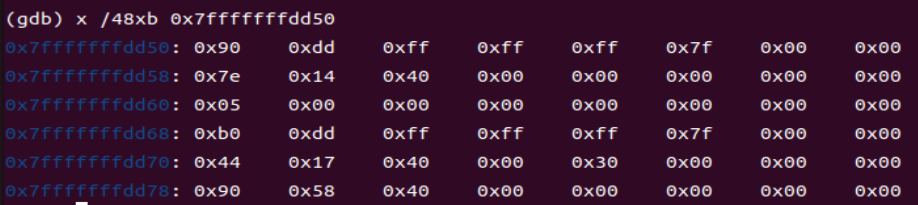 (gdb) x /48xb 0x7fffffffdd50
0x7fffffffdd50: 0x90 0xdd 0xff 0xff 0xff 0x7f 0x00 0x00
0x7fffffffdd58: 0x7e 0x14 0x40 0x00 0x00 0x00 0x00 0x00
0x7fffffffdd60: 0x05 0x00 0x00 0x00 0x00 0x00 0x00 0x00
0x7fffffffdd68: 0xb0 0xdd 0xff 0xff 0xff 0x7f 0x00 0x00
0x7fffffffdd70: 0x44 0x17 0x40 0x00 0x30 0x00 0x00 0x00
0x7fffffffdd78: 0x90 0x58 0x40 0x00 0x00 0x00 0x00 0x00